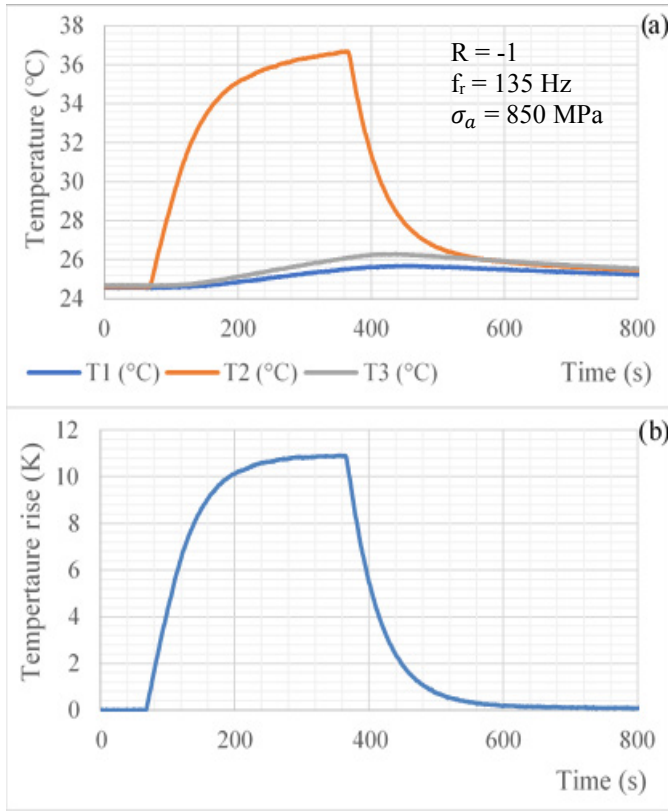 (a)
R = -1
fᵣ = 135 Hz
𝜎ₐ = 850 MPa
Temperature (°C)
38
36
34
32
30
28
26
24
0 200 400 600 800
T1 (°C) T2 (°C) T3 (°C) Time (s)
(b)
Tempertaure rise (K)
12
10
8
6
4
2
0
0 200 400 600 800
Time (s)